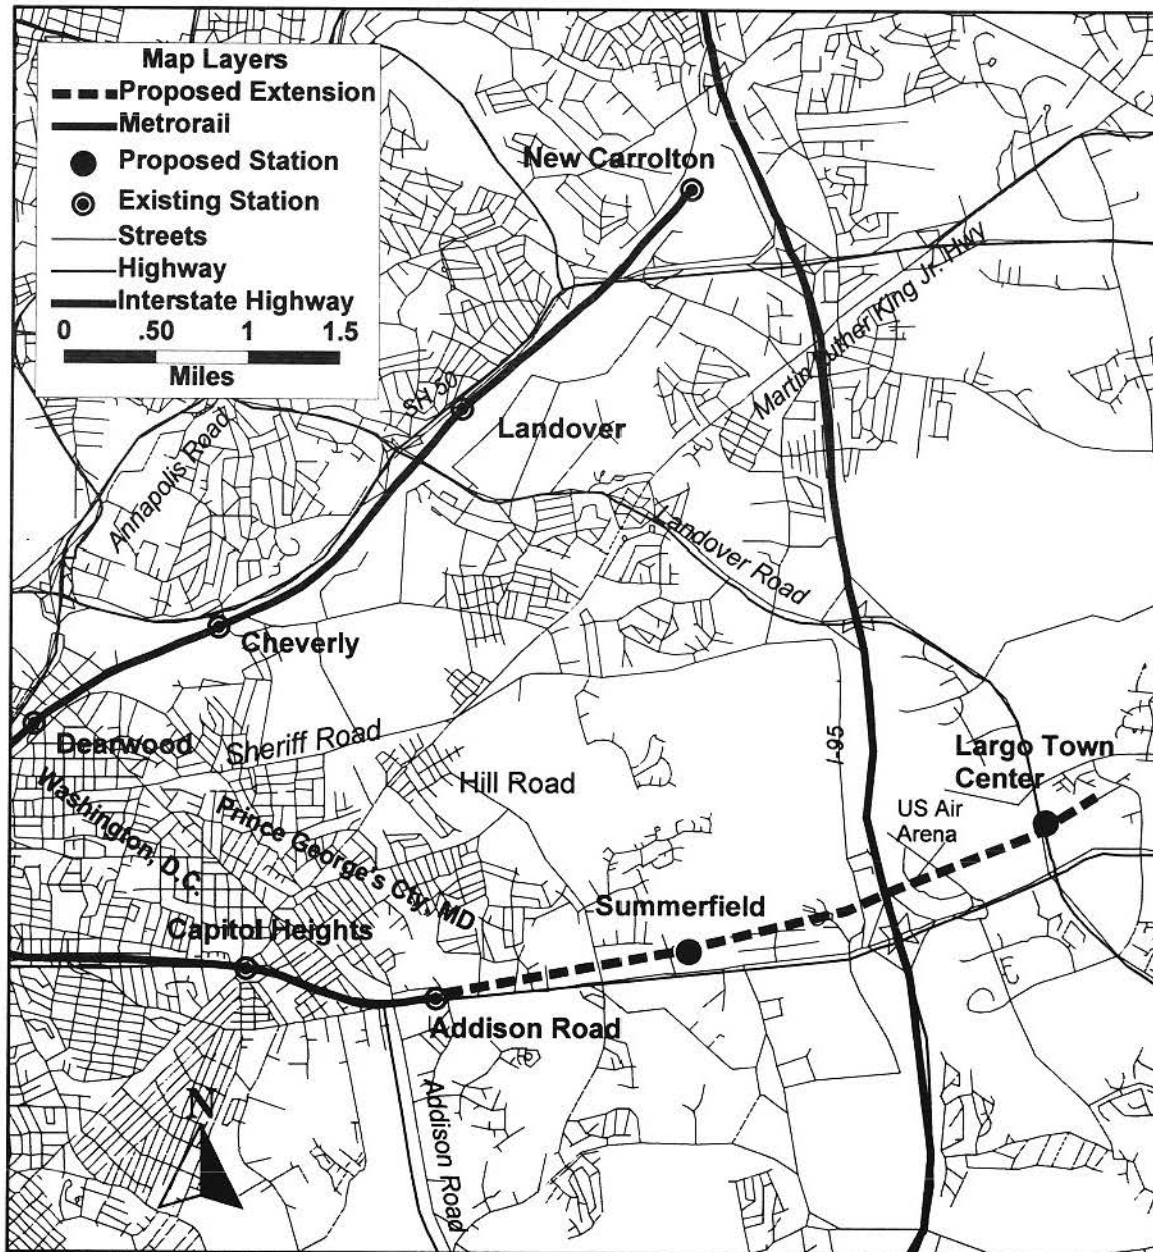 Map Layers
Proposed Extension
Metrorail
Proposed Station
Existing Station
Streets
Highway
Interstate Highway
0 .50 1 1.5
Miles
New Carrolton
Martin Luther King Jr. Hwy
SH 50
Landover
Annapolis Road
Landover Road
Cheverly
Dearwood
Sheriff Road
Hill Road
I-95
Largo Town
Center
US Air
Arena
Washington, D.C.
Prince George's Cty, MD
Summerfield
Capitol Heights
Addison Road
Addison Road
N